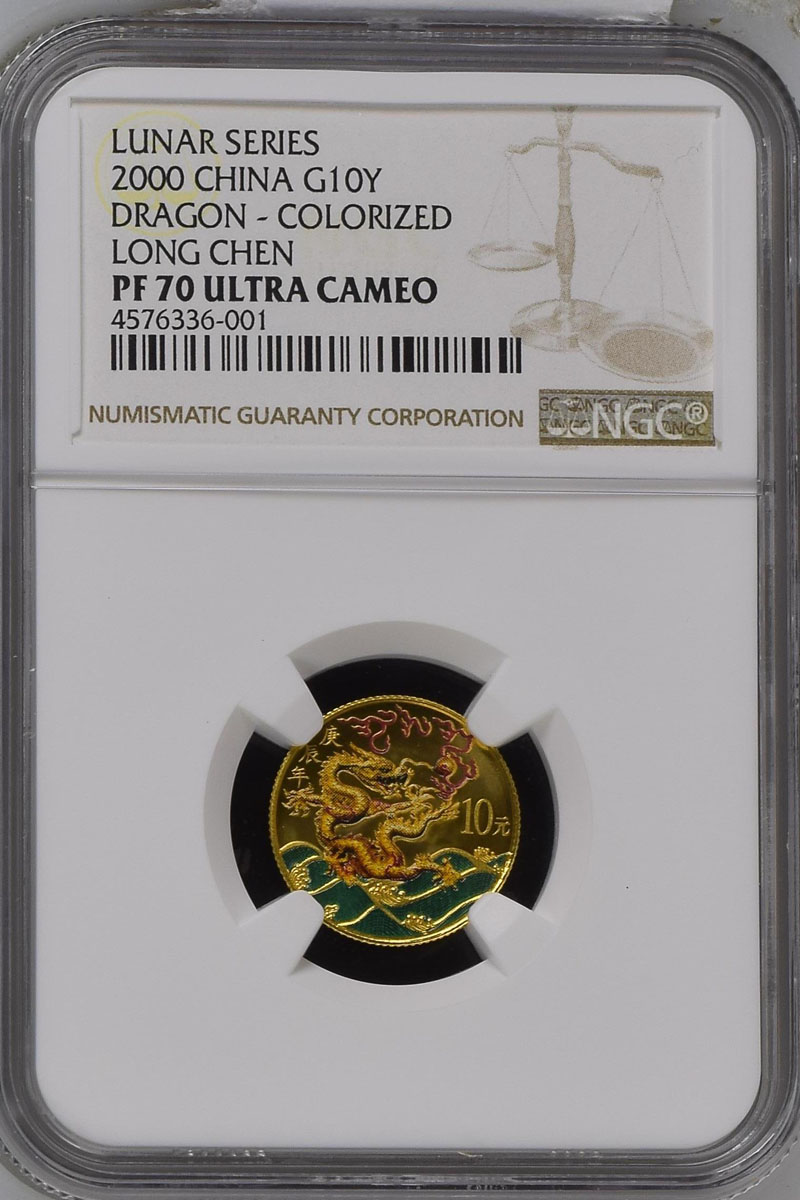 LUNAR SERIES
2000 CHINA G10Y
DRAGON - COLORIZED
LONG CHEN
PF 70 ULTRA CAMEO
4576336-001
NUMISMATIC GUARANTY CORPORATION
NGC®
庚辰年
10元